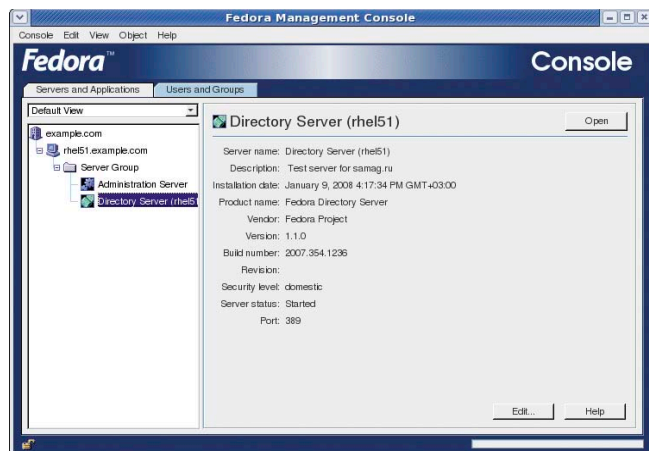 Fedora Management Console
Console Edit View Object Help
Fedora™
Console
Servers and Applications Users and Groups
Default View
example.com
rhel51.example.com
Server Group
Administration Server
Directory Server (rhel51
Directory Server (rhel51)
Open
Server name: Directory Server (rhel51)
Description: Test server for samag.ru
Installation date: January 9, 2008 4:17:34 PM GMT+03:00
Product name: Fedora Directory Server
Vendor: Fedora Project
Version: 1.1.0
Build number: 2007.354.1236
Revision:
Security level: domestic
Server status: Started
Port: 389
Edit... Help